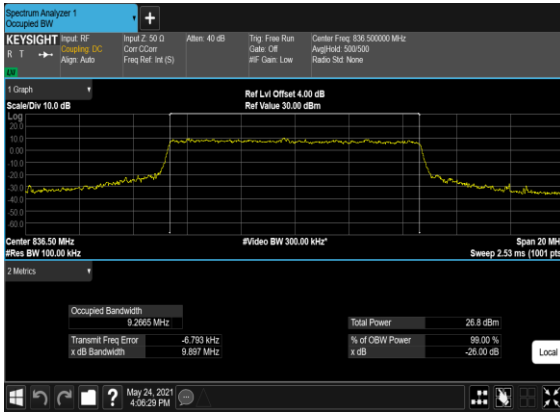 Spectrum Analyzer 1
Occupied BW
+
KEYSIGHT Input: RF Input Z: 50 Ω Atten: 40 dB Trig: Free Run Center Freq: 836.500000 MHz
R T Coupling: DC Corr CCorr Gate: Off Avg|Hold: 500/500
Align: Auto Freq Ref: Int (S) #IF Gain: Low Radio Std: None
LXI
1 Graph
Ref Lvl Offset 4.00 dB
Scale/Div 10.0 dB Ref Value 30.00 dBm
Log
20.0
10.0
0.00
-10.0
-20.0
-30.0
-40.0
-50.0
-60.0
Center 836.50 MHz #Video BW 300.00 kHz* Span 20 MH
#Res BW 100.00 kHz Sweep 2.53 ms (1001 pts
2 Metrics
Occupied Bandwidth
9.2665 MHz Total Power 26.8 dBm
Transmit Freq Error -6.793 kHz % of OBW Power 99.00 %
x dB Bandwidth 9.897 MHz x dB -26.00 dB
Local
?
May 24, 2021
4:06:29 PM